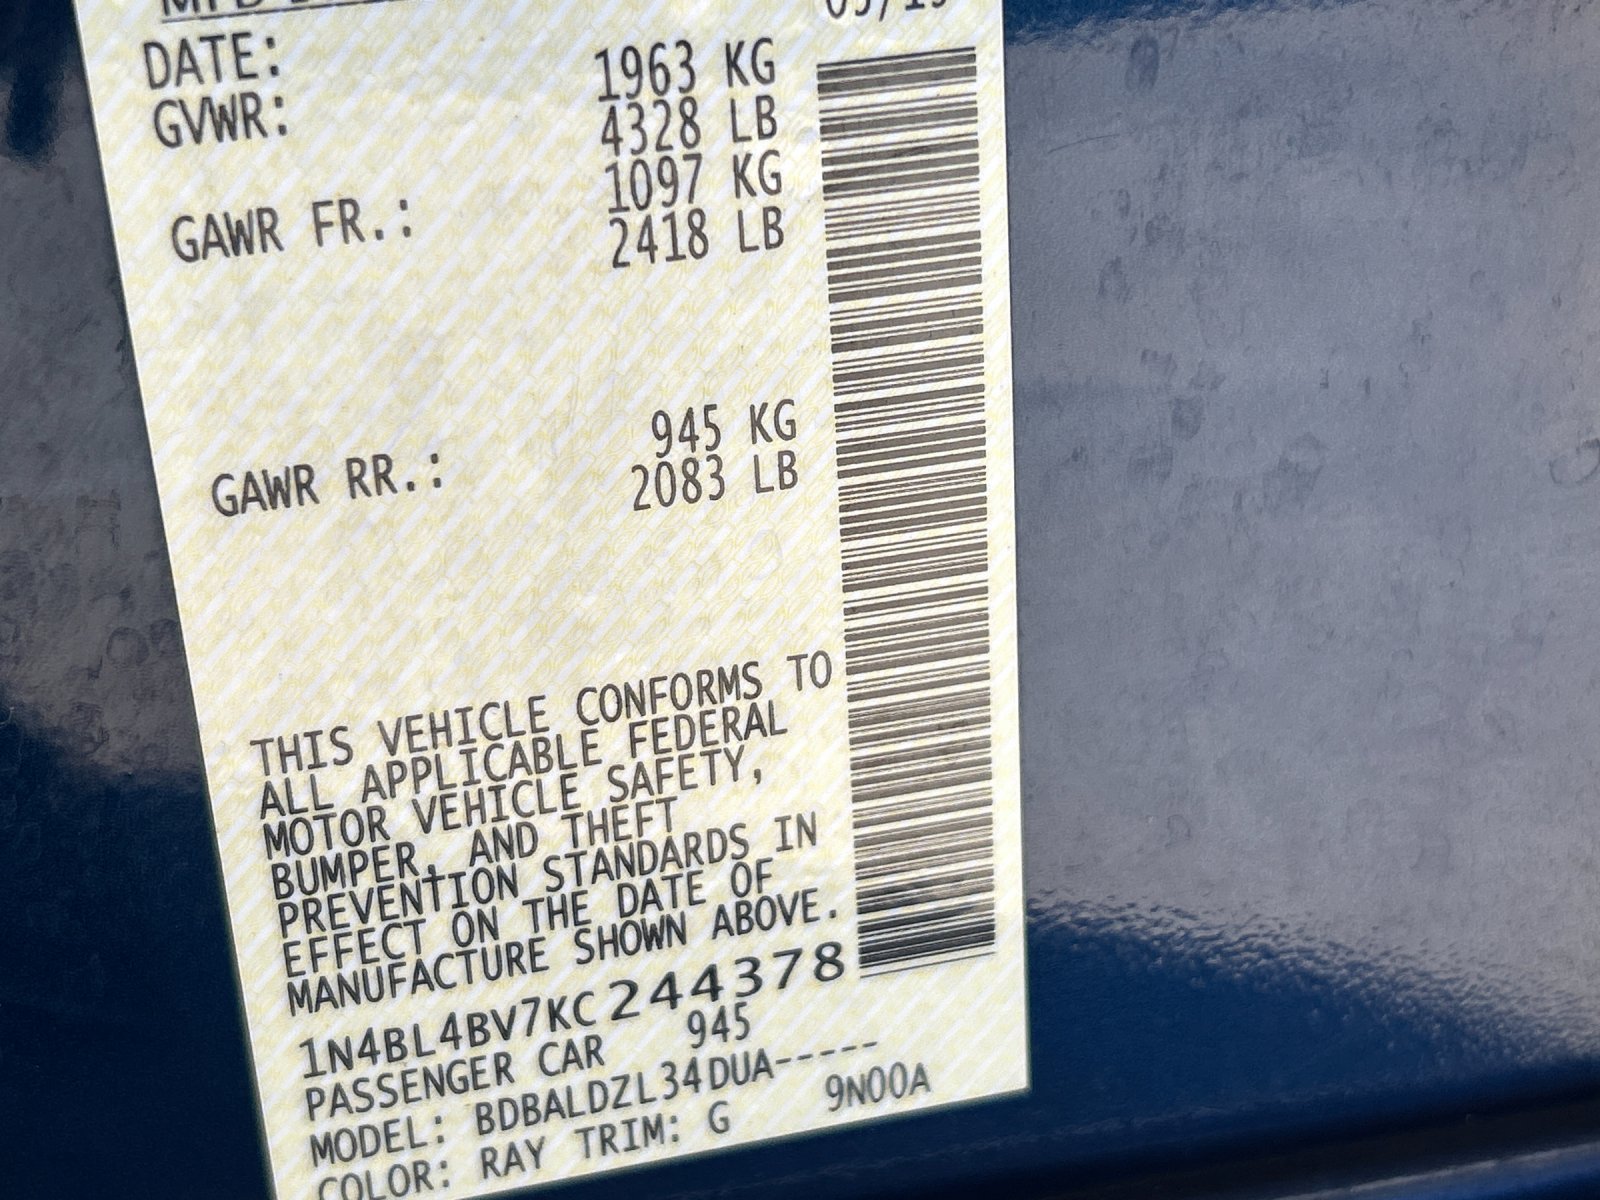 DATE:
GVWR: 1963 KG
4328 LB
GAWR FR.: 1097 KG
2418 LB
GAWR RR.: 945 KG
2083 LB
THIS VEHICLE CONFORMS TO
ALL APPLICABLE FEDERAL
MOTOR VEHICLE SAFETY,
BUMPER, AND THEFT
PREVENTION STANDARDS IN
EFFECT ON THE DATE OF
MANUFACTURE SHOWN ABOVE.
1N4BL4BV7KC244378
PASSENGER CAR 945
MODEL: BDBALDZL34DUA-----
COLOR: RAY TRIM: G 9N00A